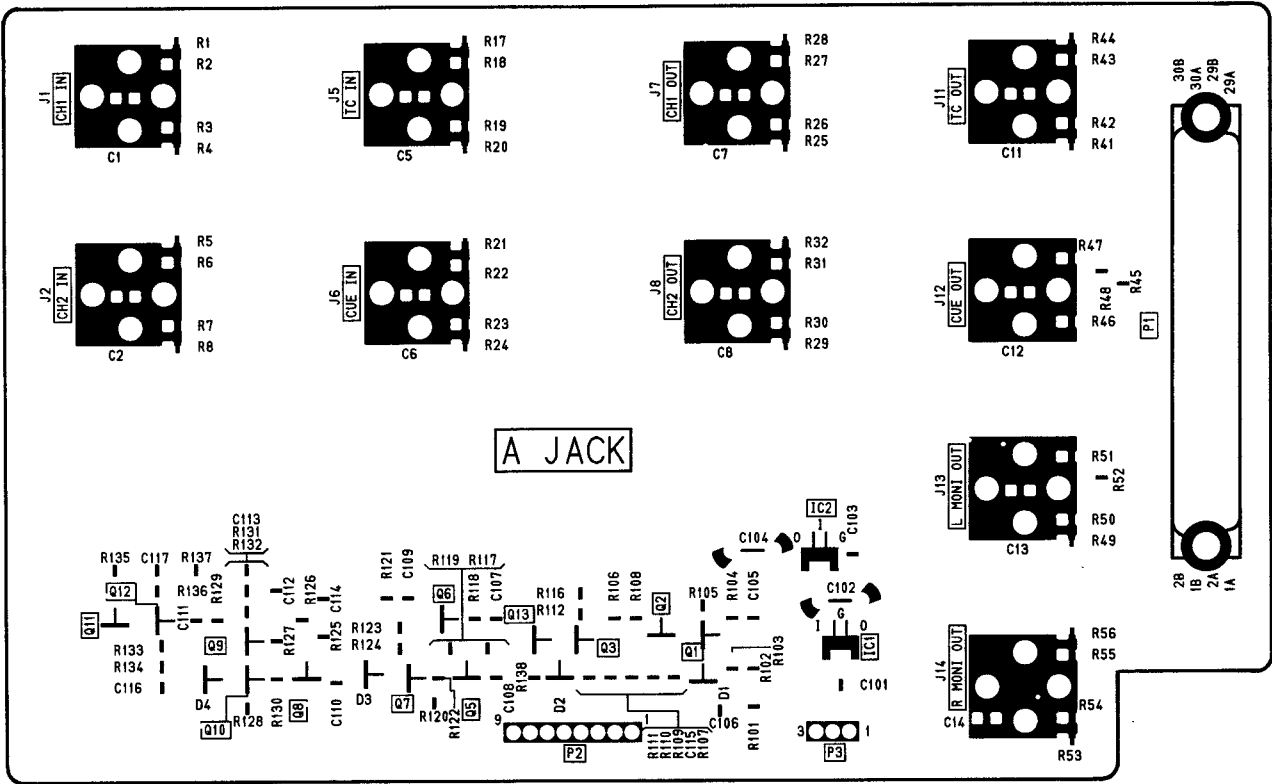 J1
CH1 IN
R1
R2
R3
R4
C1
J5
TC IN
R17
R18
R19
R20
C5
J7
CH1 OUT
R28
R27
R26
R25
C7
J11
TC OUT
R44
R43
R42
R41
C11
30B
30A
29B
29A
J2
CH2 IN
R5
R6
R7
R8
C2
J6
CUE IN
R21
R22
R23
R24
C6
J8
CH2 OUT
R32
R31
R30
R29
C8
J12
CUE OUT
R47
R48
R45
R46
C12
P1
A JACK
J13
L MONI OUT
R51
R52
R50
R49
C13
2B
1B
2A
1A
J14
R MONI OUT
R56
R55
R54
C14
R53
C113
R131
R132
R135
C117
R137
R136
R129
Q12
Q11
C111
C112
R126
C114
R133
R134
C116
Q9
R127
R125
D4
Q10
R128
R130
Q8
C110
R121
C109
R123
R124
D3
R119 R117
Q6
R118
C107
Q13
R116
R112
Q7
R120
R122
Q5
C108
R138
D2
Q3
R106
R108
Q2
R105
R104
C105
Q1
R102
R103
D1
C106
R101
9
1
P2
R111
R110
R109
C115
R107
IC2
O
I
G
C103
C104
C102
I
G
O
IC1
C101
3
1
P3